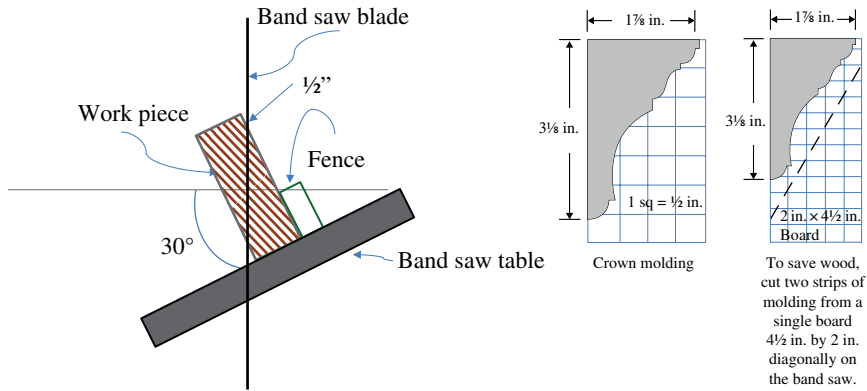 Band saw blade
½”
Work piece
Fence
30°
Band saw table
1⅞ in.
3⅛ in.
1 sq = ½ in.
Crown molding
1⅞ in.
3⅛ in.
2 in. × 4½ in.
Board
To save wood,
cut two strips of
molding from a
single board
4½ in. by 2 in.
diagonally on
the band saw.